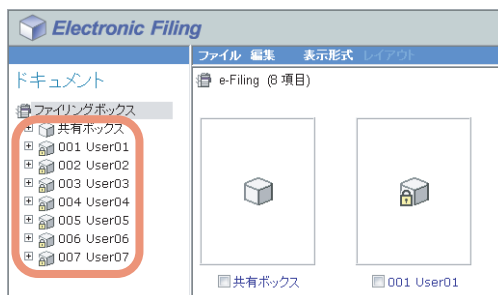 Electronic Filing
ファイル 編集 表示形式 レイアウト
ドキュメント
ファイリングボックス
共有ボックス
001 User01
002 User02
003 User03
004 User04
005 User05
006 User06
007 User07
e-Filing (8 項目)
共有ボックス
001 User01